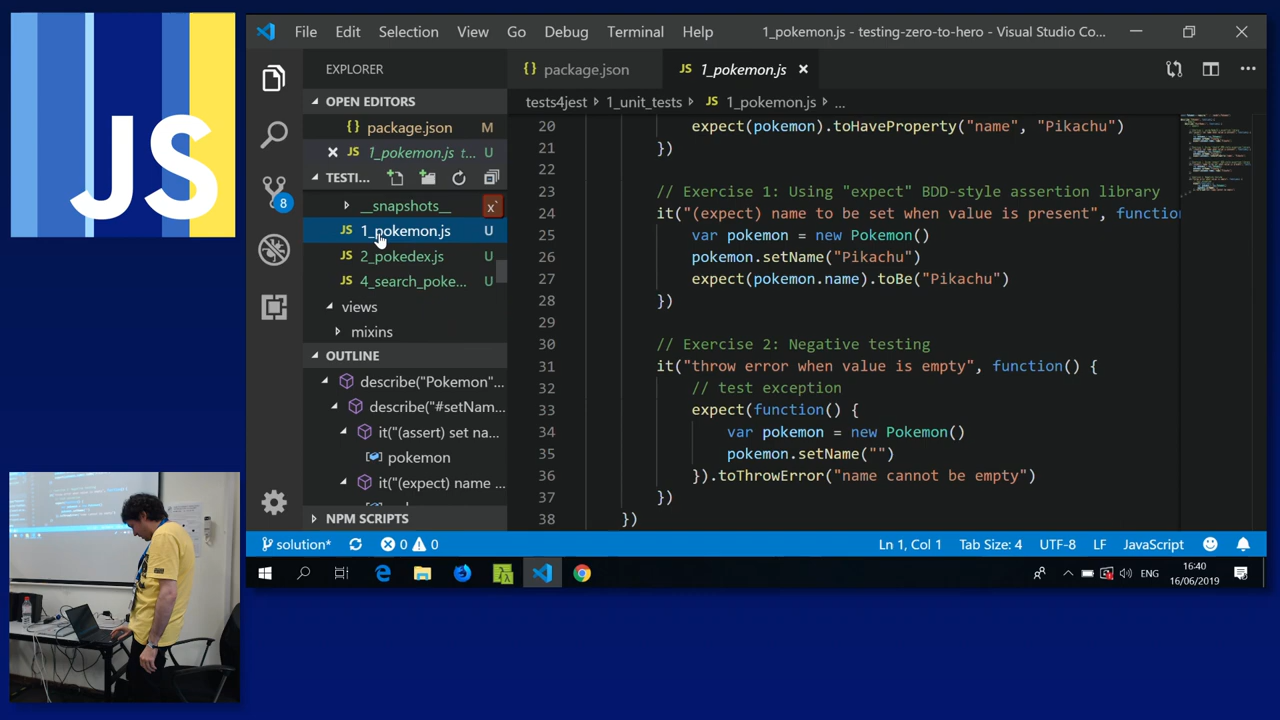 JS
File Edit Selection View Go Debug Terminal Help 1_pokemon.js - testing-zero-to-hero - Visual Studio Co...
EXPLORER
OPEN EDITORS
{} package.json M
JS 1_pokemon.js t... U
TESTI...
__snapshots__
JS 1_pokemon.js U
JS 2_pokedex.js U
JS 4_search_poke... U
views
mixins
OUTLINE
describe("Pokemon"...
describe("#setNam...
it("(assert) set na...
pokemon
it("(expect) name ...
NPM SCRIPTS
8
{} package.json JS 1_pokemon.js
tests4jest 1_unit_tests JS 1_pokemon.js ...
20 expect(pokemon).toHaveProperty("name", "Pikachu")
21 })
22
23 // Exercise 1: Using "expect" BDD-style assertion library
24 it("(expect) name to be set when value is present", functio
25 var pokemon = new Pokemon()
26 pokemon.setName("Pikachu")
27 expect(pokemon.name).toBe("Pikachu")
28 })
29
30 // Exercise 2: Negative testing
31 it("throw error when value is empty", function() {
32 // test exception
33 expect(function() {
34 var pokemon = new Pokemon()
35 pokemon.setName("")
36 }).toThrowError("name cannot be empty")
37 })
38 })
solution* 0 0 Ln 1, Col 1 Tab Size: 4 UTF-8 LF JavaScript
ENG 16:40
16/06/2019